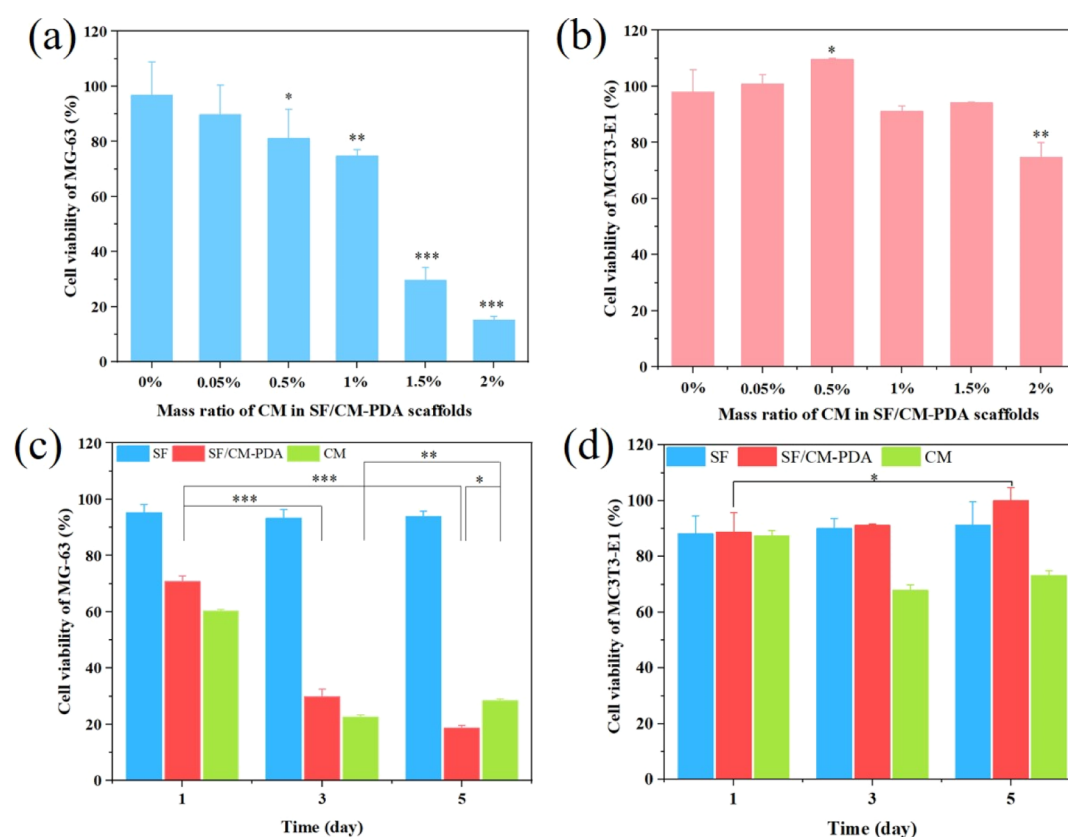 (a)
120
100
80
60
40
20
0
Cell viability of MG-63 (%)
*
**
***
***
0% 0.05% 0.5% 1% 1.5% 2%
Mass ratio of CM in SF/CM-PDA scaffolds
(b)
120
100
80
60
40
20
0
Cell viability of MC3T3-E1 (%)
*
**
0% 0.05% 0.5% 1% 1.5% 2%
Mass ratio of CM in SF/CM-PDA scaffolds
(c)
120
100
80
60
40
20
0
Cell viability of MG-63 (%)
SF SF/CM-PDA CM
**
***
*
***
1 3 5
Time (day)
(d)
120
100
80
60
40
20
0
Cell viability of MC3T3-E1 (%)
SF SF/CM-PDA CM
*
1 3 5
Time (day)